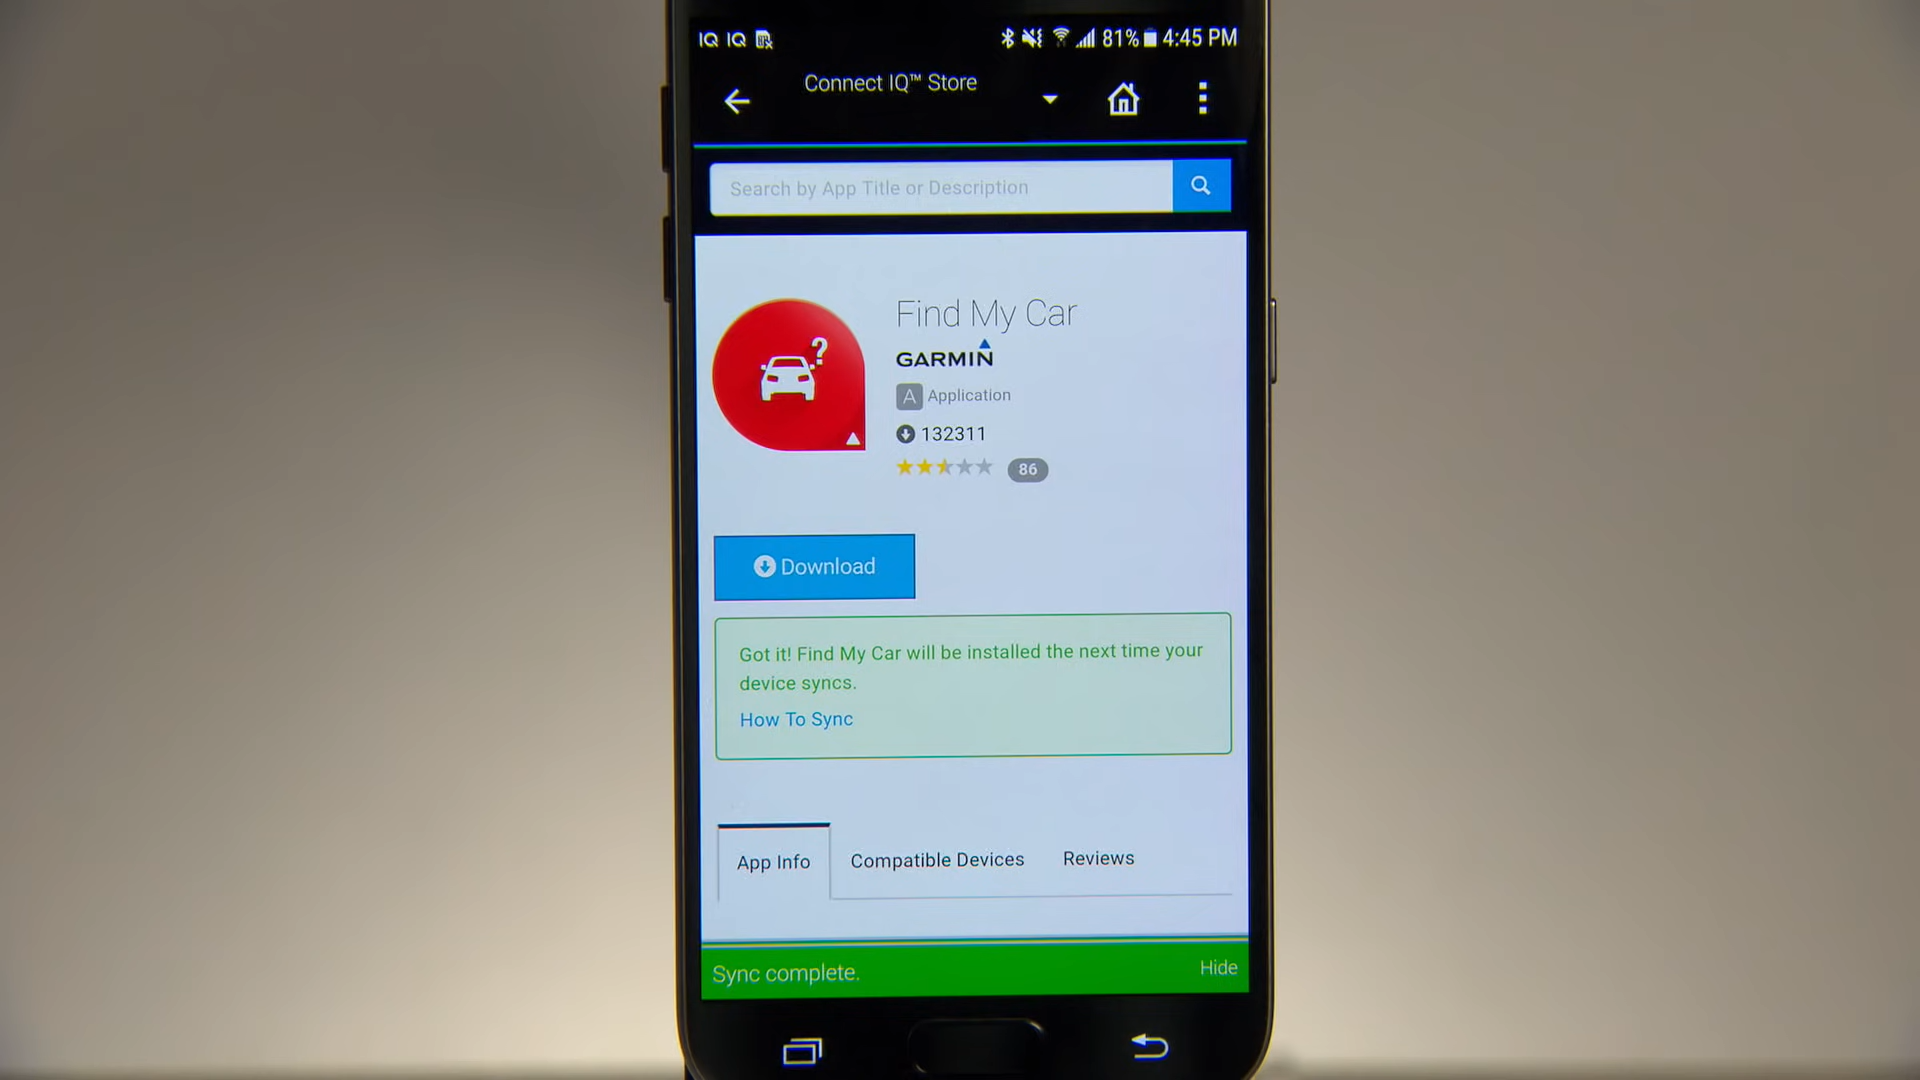 IQ IQ 81% 4:45 PM
Connect IQ™ Store
Search by App Title or Description
?
Find My Car
GARMIN
A Application
132311
86
Download
Got it! Find My Car will be installed the next time your
device syncs.
How To Sync
App Info Compatible Devices Reviews
Sync complete. Hide